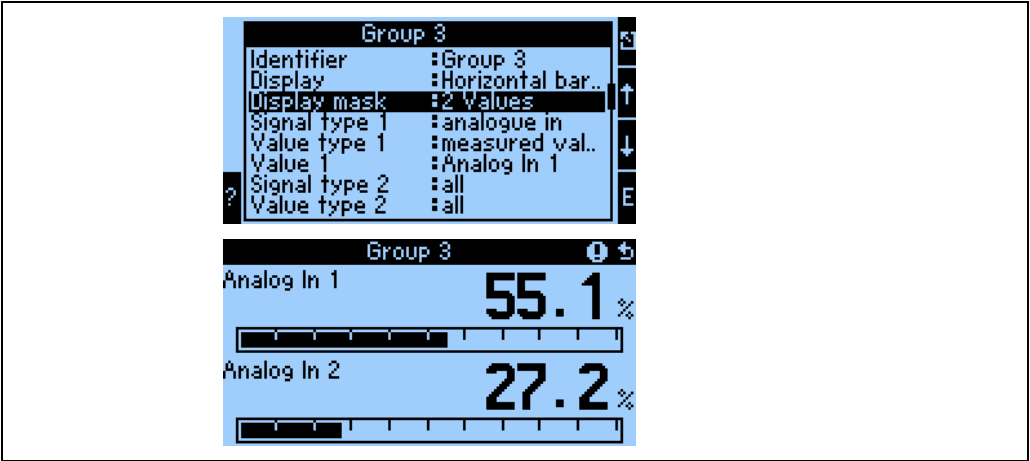 Group 3
Identifier :Group 3
Display :Horizontal bar..
Display mask :2 Values
Signal type 1 :analogue in
Value type 1 :measured val..
Value 1 :Analog In 1
Signal type 2 :all
? Value type 2 :all E
Group 3
Analog In 1
55.1 %
Analog In 2
27.2 %